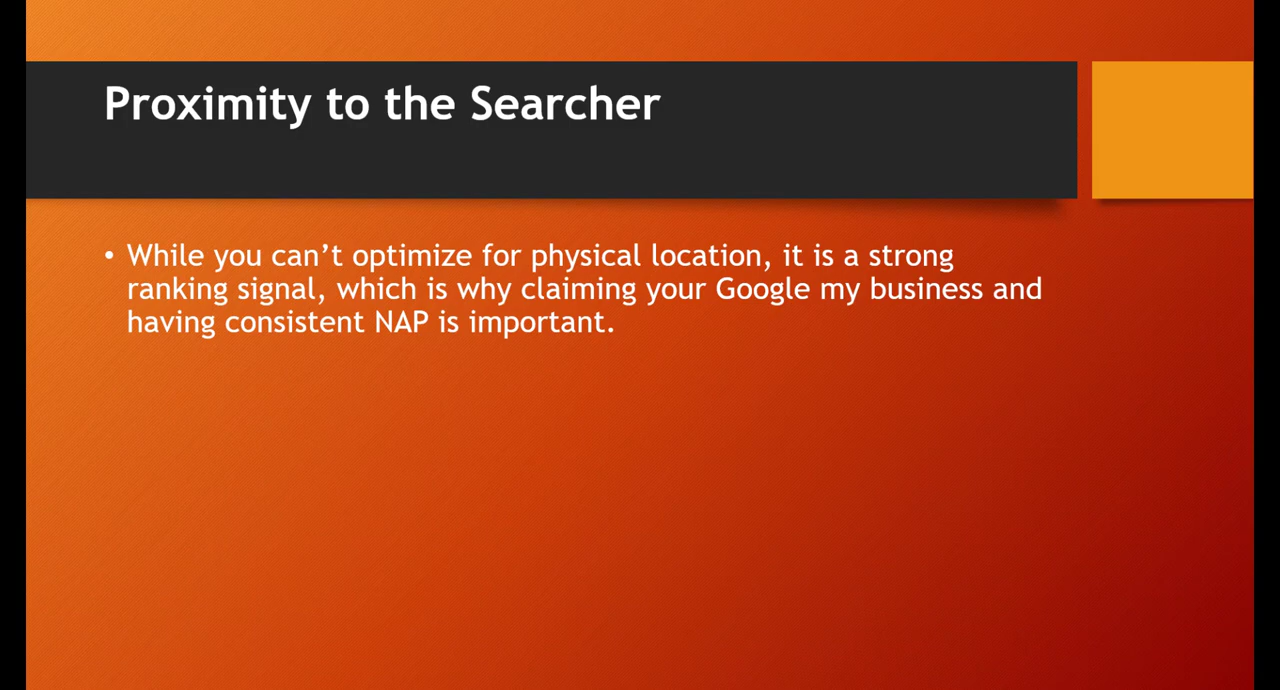 Proximity to the Searcher
• While you can’t optimize for physical location, it is a strong
ranking signal, which is why claiming your Google my business and
having consistent NAP is important.